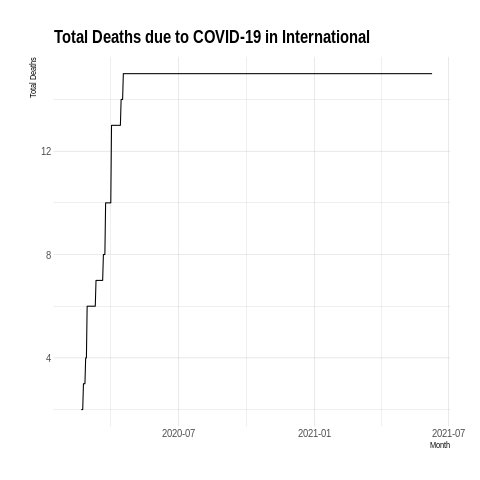 Total Deaths due to COVID-19 in International
Total Deaths
12
8
4
2020-07
2021-01
2021-07
Month